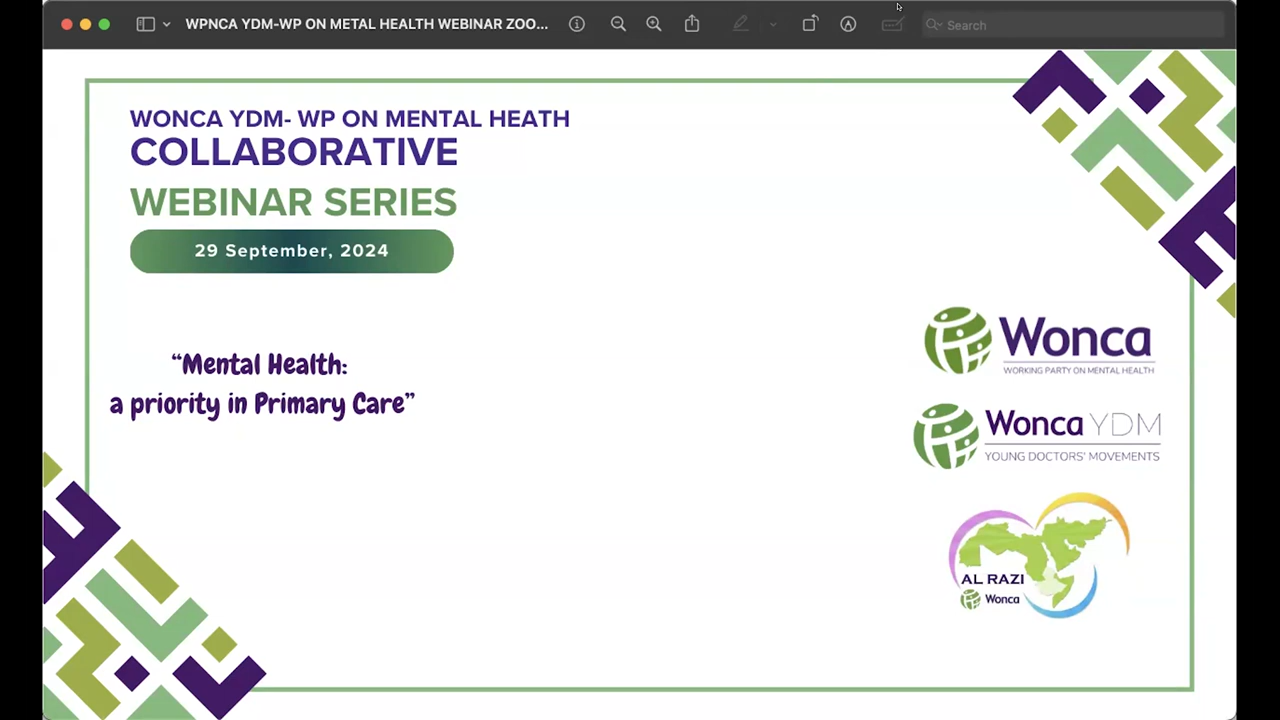 WPNCA YDM-WP ON METAL HEALTH WEBINAR ZOO...
Search
WONCA YDM- WP ON MENTAL HEATH
COLLABORATIVE
WEBINAR SERIES
29 September, 2024
“Mental Health:
a priority in Primary Care”
Wonca
WORKING PARTY ON MENTAL HEALTH
Wonca YDM
YOUNG DOCTORS' MOVEMENTS
AL RAZI
Wonca